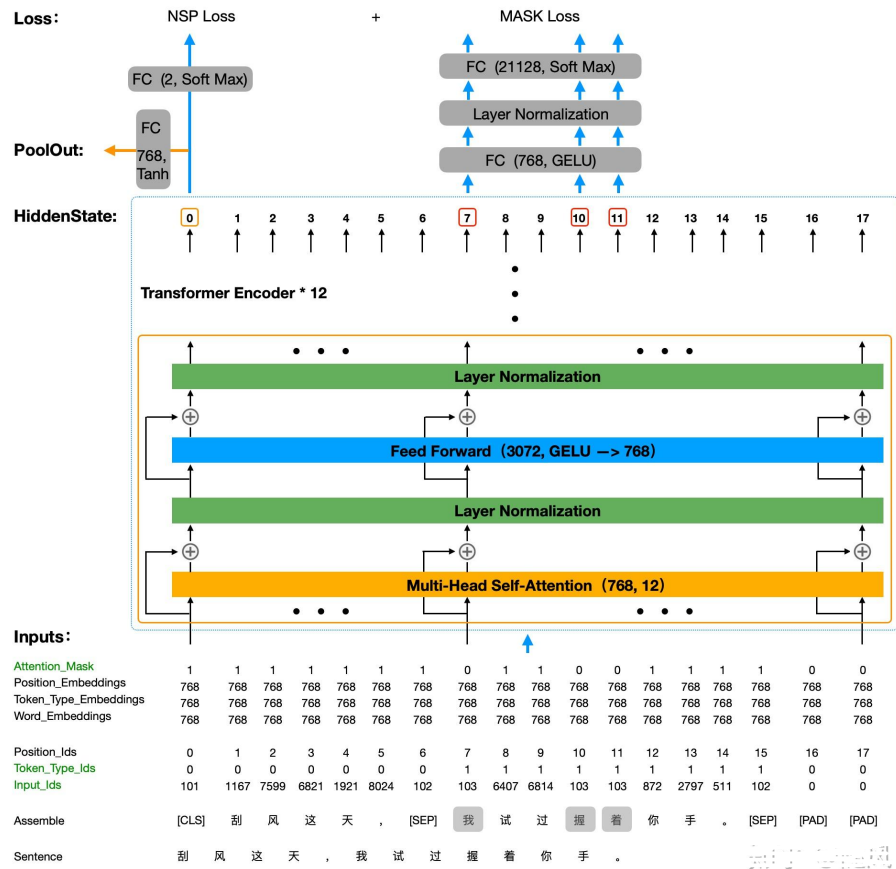 Loss: NSP Loss + MASK Loss
FC (2, Soft Max)
FC (21128, Soft Max)
Layer Normalization
FC (768, GELU)
PoolOut:
FC
768,
Tanh
HiddenState: 0 1 2 3 4 5 6 7 8 9 10 11 12 13 14 15 16 17
Transformer Encoder * 12
Layer Normalization
Feed Forward (3072, GELU —> 768)
Layer Normalization
Multi-Head Self-Attention (768, 12)
Inputs:
Attention_Mask 1 1 1 1 1 1 1 0 1 1 0 0 1 1 1 1 0 0
Position_Embeddings 768 768 768 768 768 768 768 768 768 768 768 768 768 768 768 768 768 768
Token_Type_Embeddings 768 768 768 768 768 768 768 768 768 768 768 768 768 768 768 768 768 768
Word_Embeddings 768 768 768 768 768 768 768 768 768 768 768 768 768 768 768 768 768 768
Position_Ids 0 1 2 3 4 5 6 7 8 9 10 11 12 13 14 15 16 17
Token_Type_Ids 0 0 0 0 0 0 0 1 1 1 1 1 1 1 1 1 0 0
Input_Ids 101 1167 7599 6821 1921 8024 102 103 6407 6814 103 103 872 2797 511 102 0 0
Assemble [CLS] 刮 风 这 天 , [SEP] 我 试 过 握 着 你 手 。 [SEP] [PAD] [PAD]
Sentence 刮 风 这 天 , 我 试 过 握 着 你 手 。